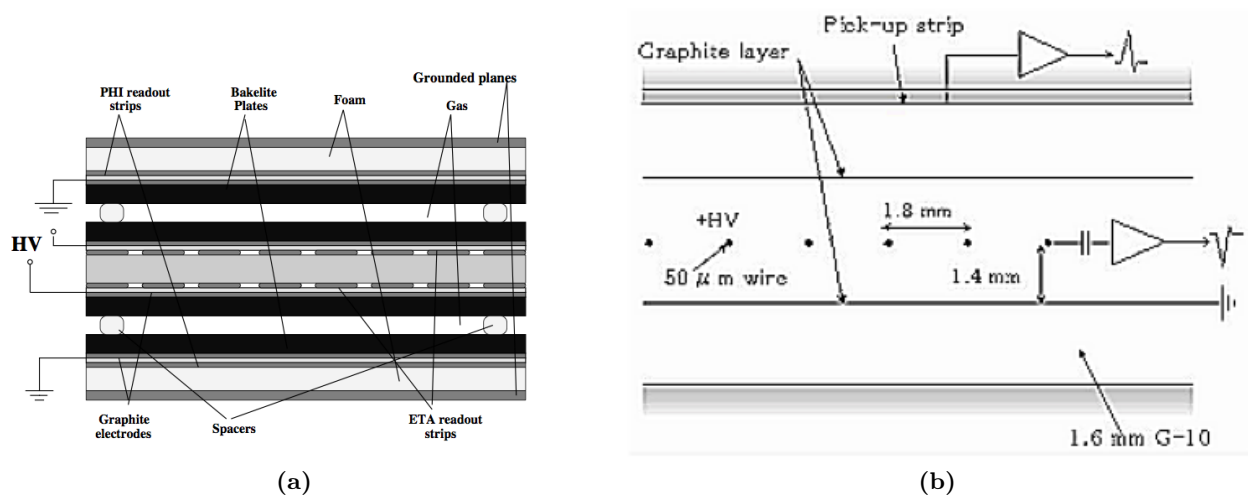 PHI readout
strips
Bakelite
Plates
Foam
Grounded planes
Gas
HV
Graphite
electrodes
Spacers
ETA readout
strips
(a)
Pick-up strip
Graphite layer
+HV
1.8 mm
50 μm wire
1.4 mm
1.6 mm G-10
(b)